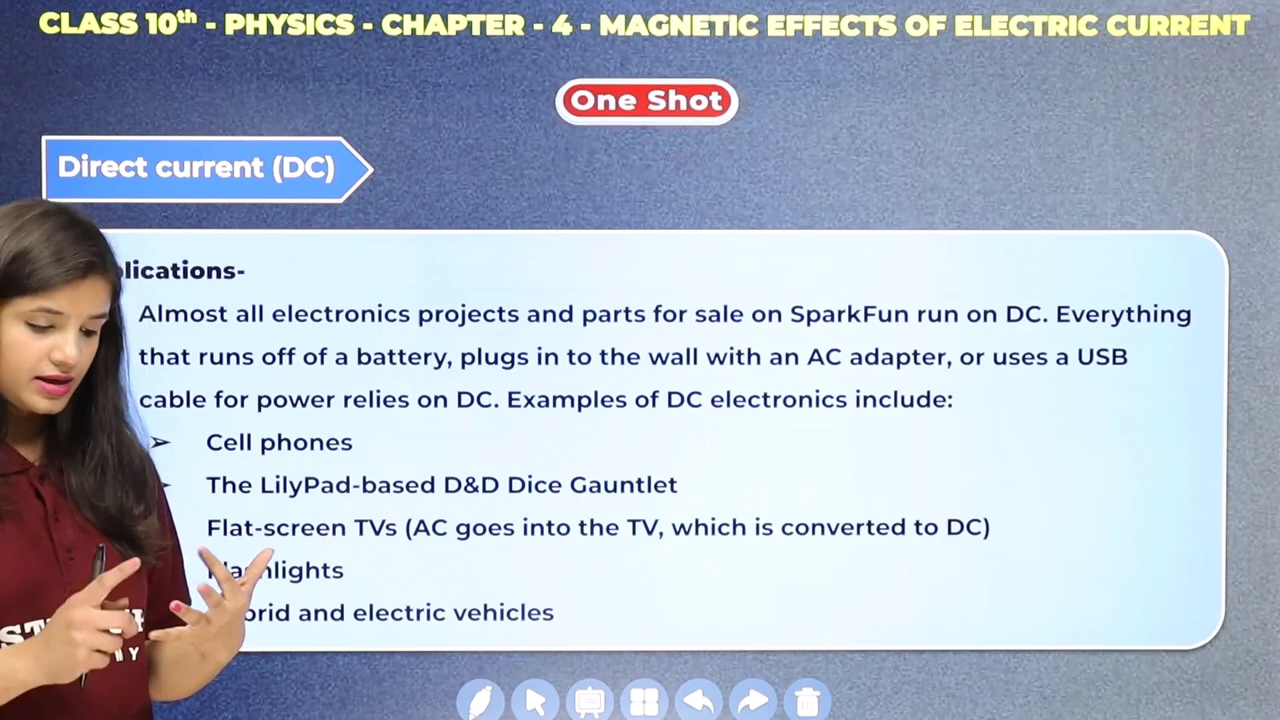 CLASS 10th - PHYSICS - CHAPTER - 4 - MAGNETIC EFFECTS OF ELECTRIC CURRENT
One Shot
Direct current (DC)
plications-
Almost all electronics projects and parts for sale on SparkFun run on DC. Everything
that runs off of a battery, plugs in to the wall with an AC adapter, or uses a USB
cable for power relies on DC. Examples of DC electronics include:
➢ Cell phones
The LilyPad-based D&D Dice Gauntlet
Flat-screen TVs (AC goes into the TV, which is converted to DC)
Flashlights
brid and electric vehicles